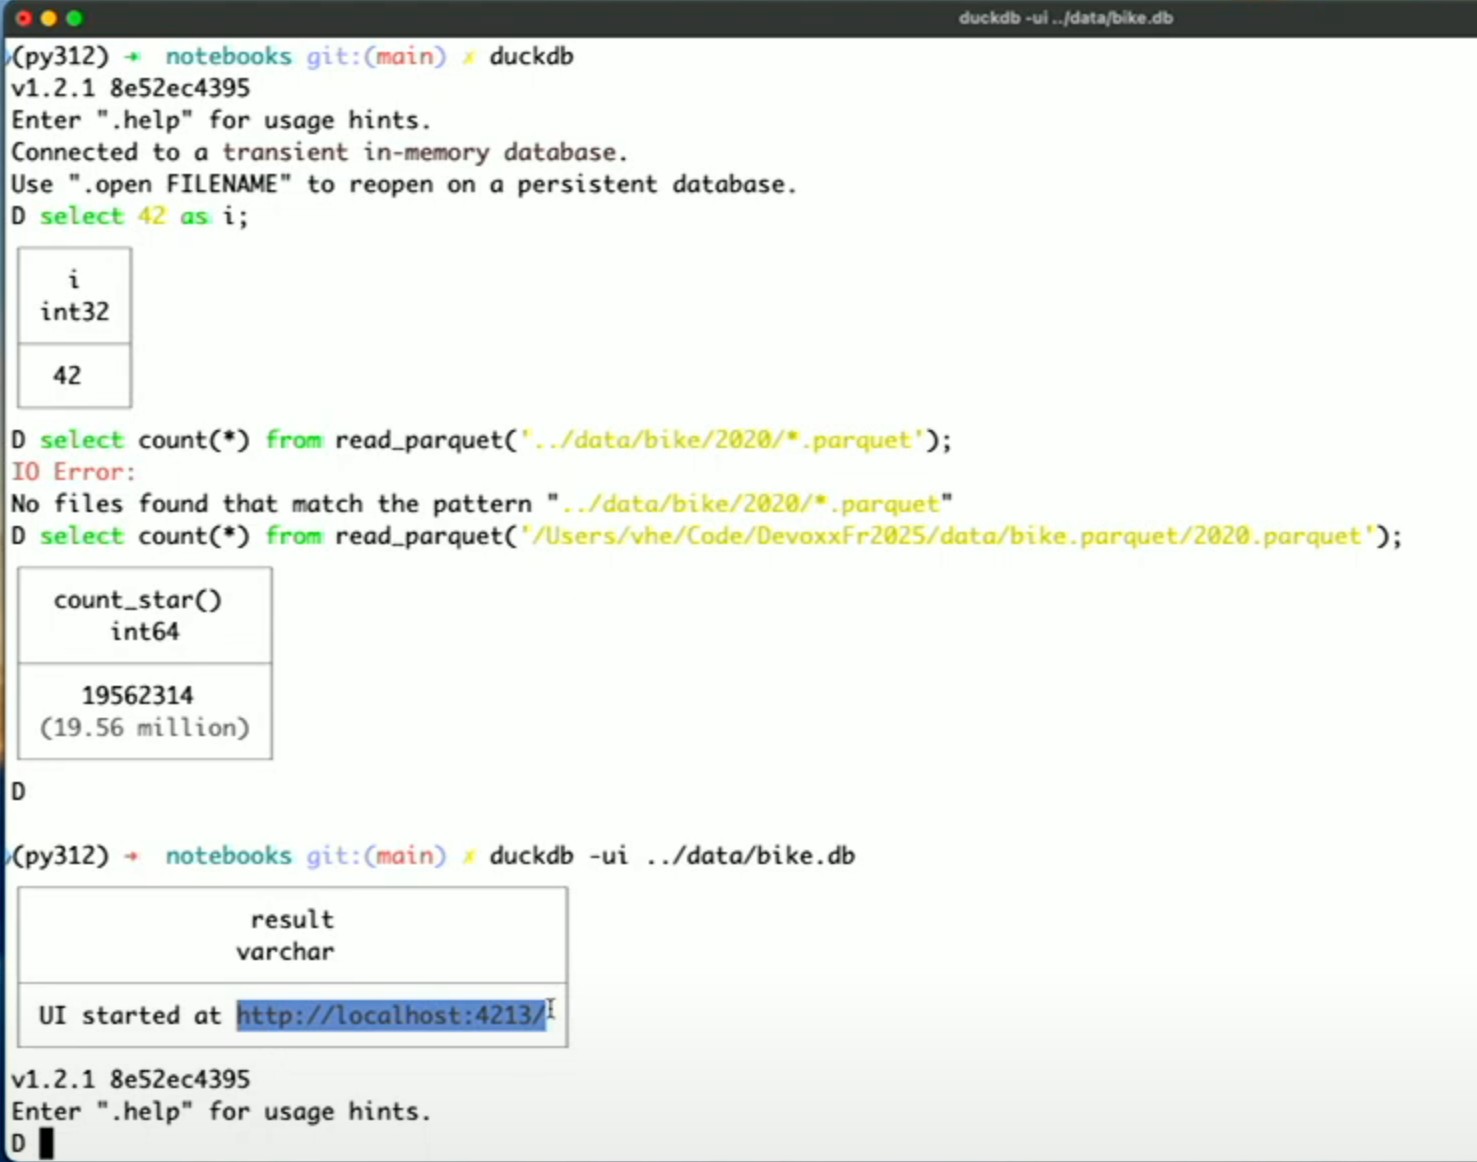 duckdb -ui ../data/bike.db
(py312) → notebooks git:(main) ✗ duckdb
v1.2.1 8e52ec4395
Enter ".help" for usage hints.
Connected to a transient in-memory database.
Use ".open FILENAME" to reopen on a persistent database.
D select 42 as i;
i
int32
42
D select count(*) from read_parquet('../data/bike/2020/*.parquet');
IO Error:
No files found that match the pattern "../data/bike/2020/*.parquet"
D select count(*) from read_parquet('/Users/vhe/Code/DevoxxFr2025/data/bike.parquet/2020.parquet');
count_star()
int64
19562314
(19.56 million)
D
(py312) → notebooks git:(main) ✗ duckdb -ui ../data/bike.db
result
varchar
UI started at http://localhost:4213/
v1.2.1 8e52ec4395
Enter ".help" for usage hints.
D